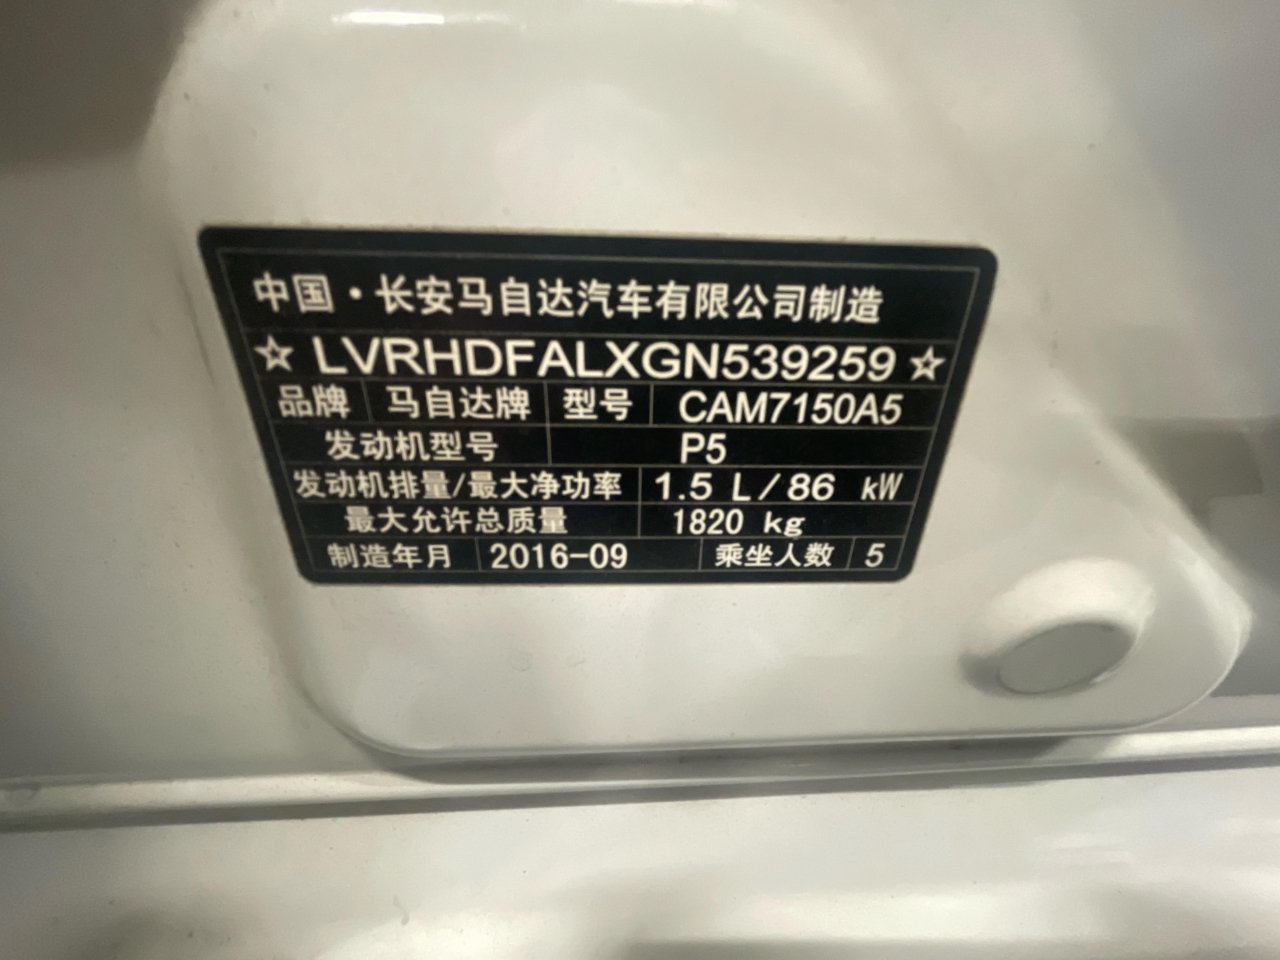 中国·长安马自达汽车有限公司制造
☆LVRHDFALXGN539259☆
品牌 马自达牌 型号 CAM7150A5
发动机型号 P5
发动机排量/最大净功率 1.5 L/86 kW
最大允许总质量 1820 kg
制造年月 2016-09 乘坐人数 5